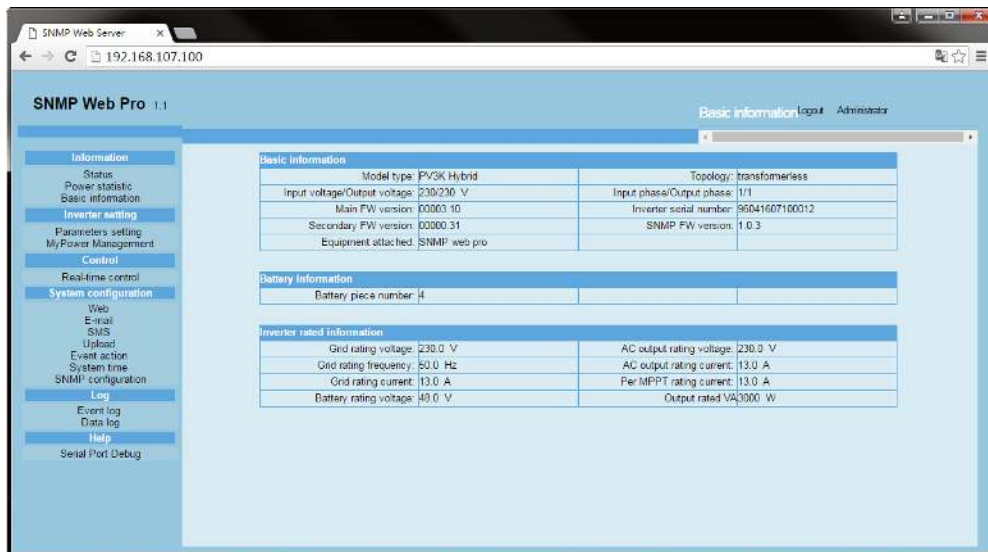 SNMP Web Server
192.168.107.100
SNMP Web Pro 1.1
Basic information Logout Administrator
Information
Status
Power statistic
Basic information
Inverter setting
Parameters setting
MyPower Management
Control
Real-time control
System configuration
Web
E-mail
SMS
Upload
Event action
System time
SNMP configuration
Log
Event log
Data log
Help
Serial Port Debug
Basic information
Model type: PV3K Hybrid Topology: transformerless
Input voltage/Output voltage: 230/230 V Input phase/Output phase: 1/1
Main FW version: 00003.10 Inverter serial number: 96041607100012
Secondary FW version: 00000.31 SNMP FW version: 1.0.3
Equipment attached: SNMP web pro
Battery information
Battery piece number: 4
Inverter rated information
Grid rating voltage: 230.0 V AC output rating voltage: 230.0 V
Grid rating frequency: 50.0 Hz AC output rating current: 13.0 A
Grid rating current: 13.0 A Per MPPT rating current: 13.0 A
Battery rating voltage: 48.0 V Output rated VA 3000 W